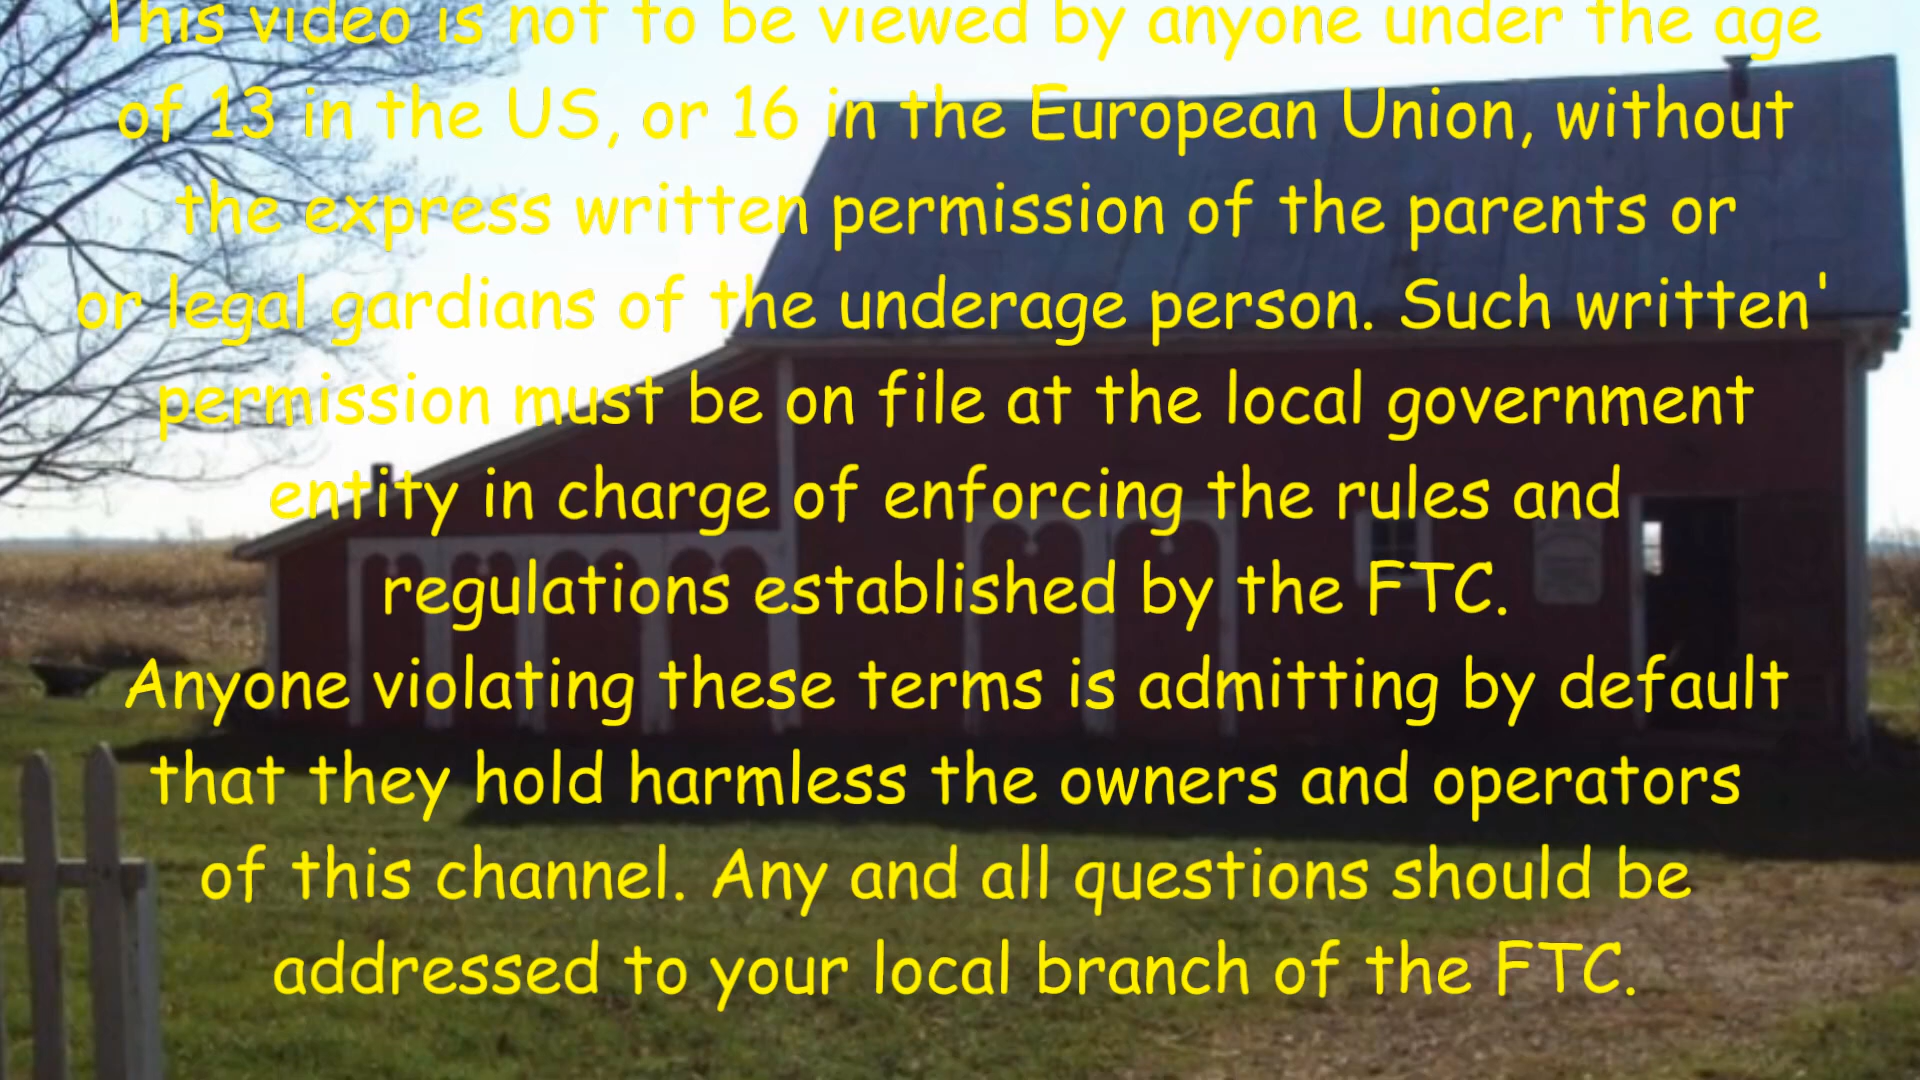 This video is not to be viewed by anyone under the age
of 13 in the US, or 16 in the European Union, without
the express written permission of the parents or
or legal gardians of the underage person. Such written'
permission must be on file at the local government
entity in charge of enforcing the rules and
regulations established by the FTC.
Anyone violating these terms is admitting by default
that they hold harmless the owners and operators
of this channel. Any and all questions should be
addressed to your local branch of the FTC.